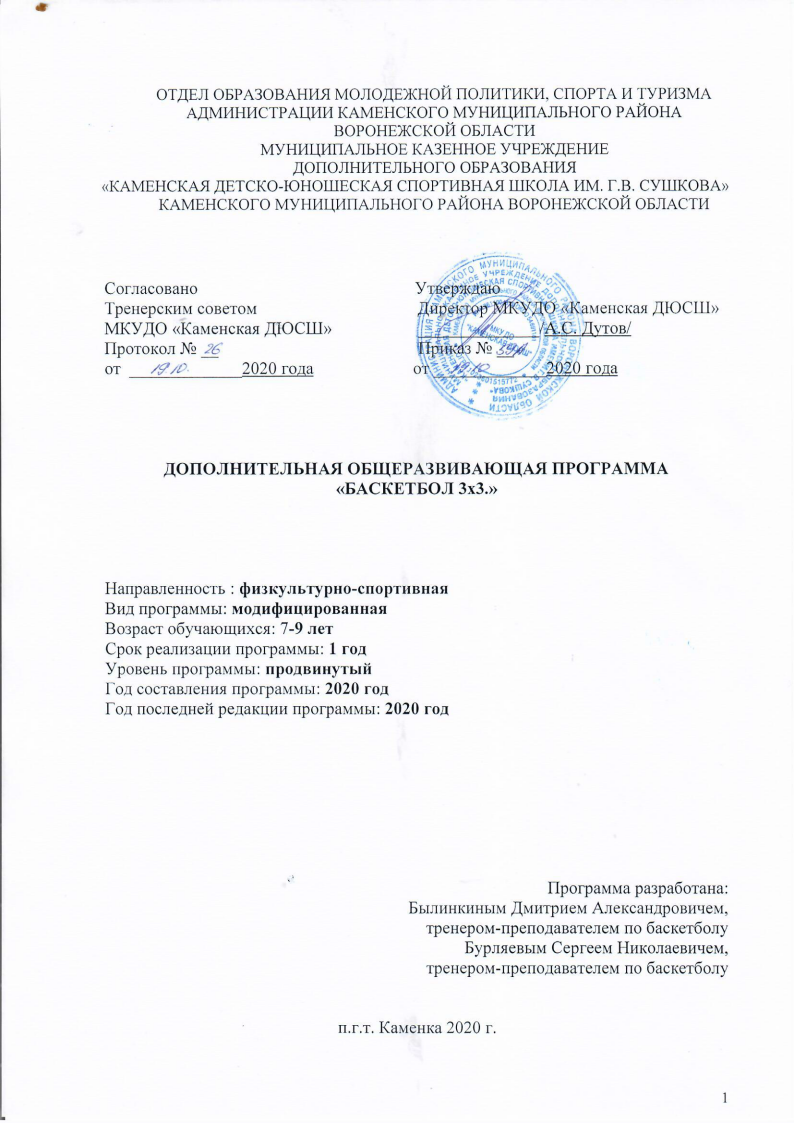 ОТДЕЛ ОБРАЗОВАНИЯ МОЛОДЕЖНОЙ ПОЛИТИКИ, СПОРТА И ТУРИЗМА
АДМИНИСТРАЦИИ КАМЕНСКОГО МУНИЦИПАЛЬНОГО РАЙОНА
ВОРОНЕЖСКОЙ ОБЛАСТИ
МУНИЦИПАЛЬНОЕ КАЗЕННОЕ УЧРЕЖДЕНИЕ
ДОПОЛНИТЕЛЬНОГО ОБРАЗОВАНИЯ
«КАМЕНСКАЯ ДЕТСКО-ЮНОШЕСКАЯ СПОРТИВНАЯ ШКОЛА ИМ. Г.В. СУШКОВА»
КАМЕНСКОГО МУНИЦИПАЛЬНОГО РАЙОНА ВОРОНЕЖСКОЙ ОБЛАСТИ
Согласовано Утверждаю
Тренерским советом Директор МКУДО «Каменская ДЮСШ»
МКУДО «Каменская ДЮСШ» /А.С. Дутов/
Протокол № 26 Приказ №
от 19.10. 2020 года от 19.10 2020 года
ДОПОЛНИТЕЛЬНАЯ ОБЩЕРАЗВИВАЮЩАЯ ПРОГРАММА
«БАСКЕТБОЛ 3х3.»
Направленность : физкультурно-спортивная
Вид программы: модифицированная
Возраст обучающихся: 7-9 лет
Срок реализации программы: 1 год
Уровень программы: продвинутый
Год составления программы: 2020 год
Год последней редакции программы: 2020 год
Программа разработана:
Былинкиным Дмитрием Александровичем,
тренером-преподавателем по баскетболу
Бурляевым Сергеем Николаевичем,
тренером-преподавателем по баскетболу
п.г.т. Каменка 2020 г.
1